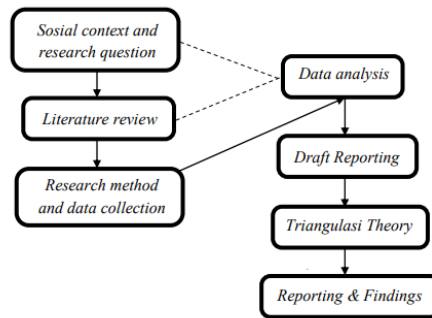 Sosial context and
research question
Literature review
Research method
and data collection
Data analysis
Draft Reporting
Triangulasi Theory
Reporting & Findings